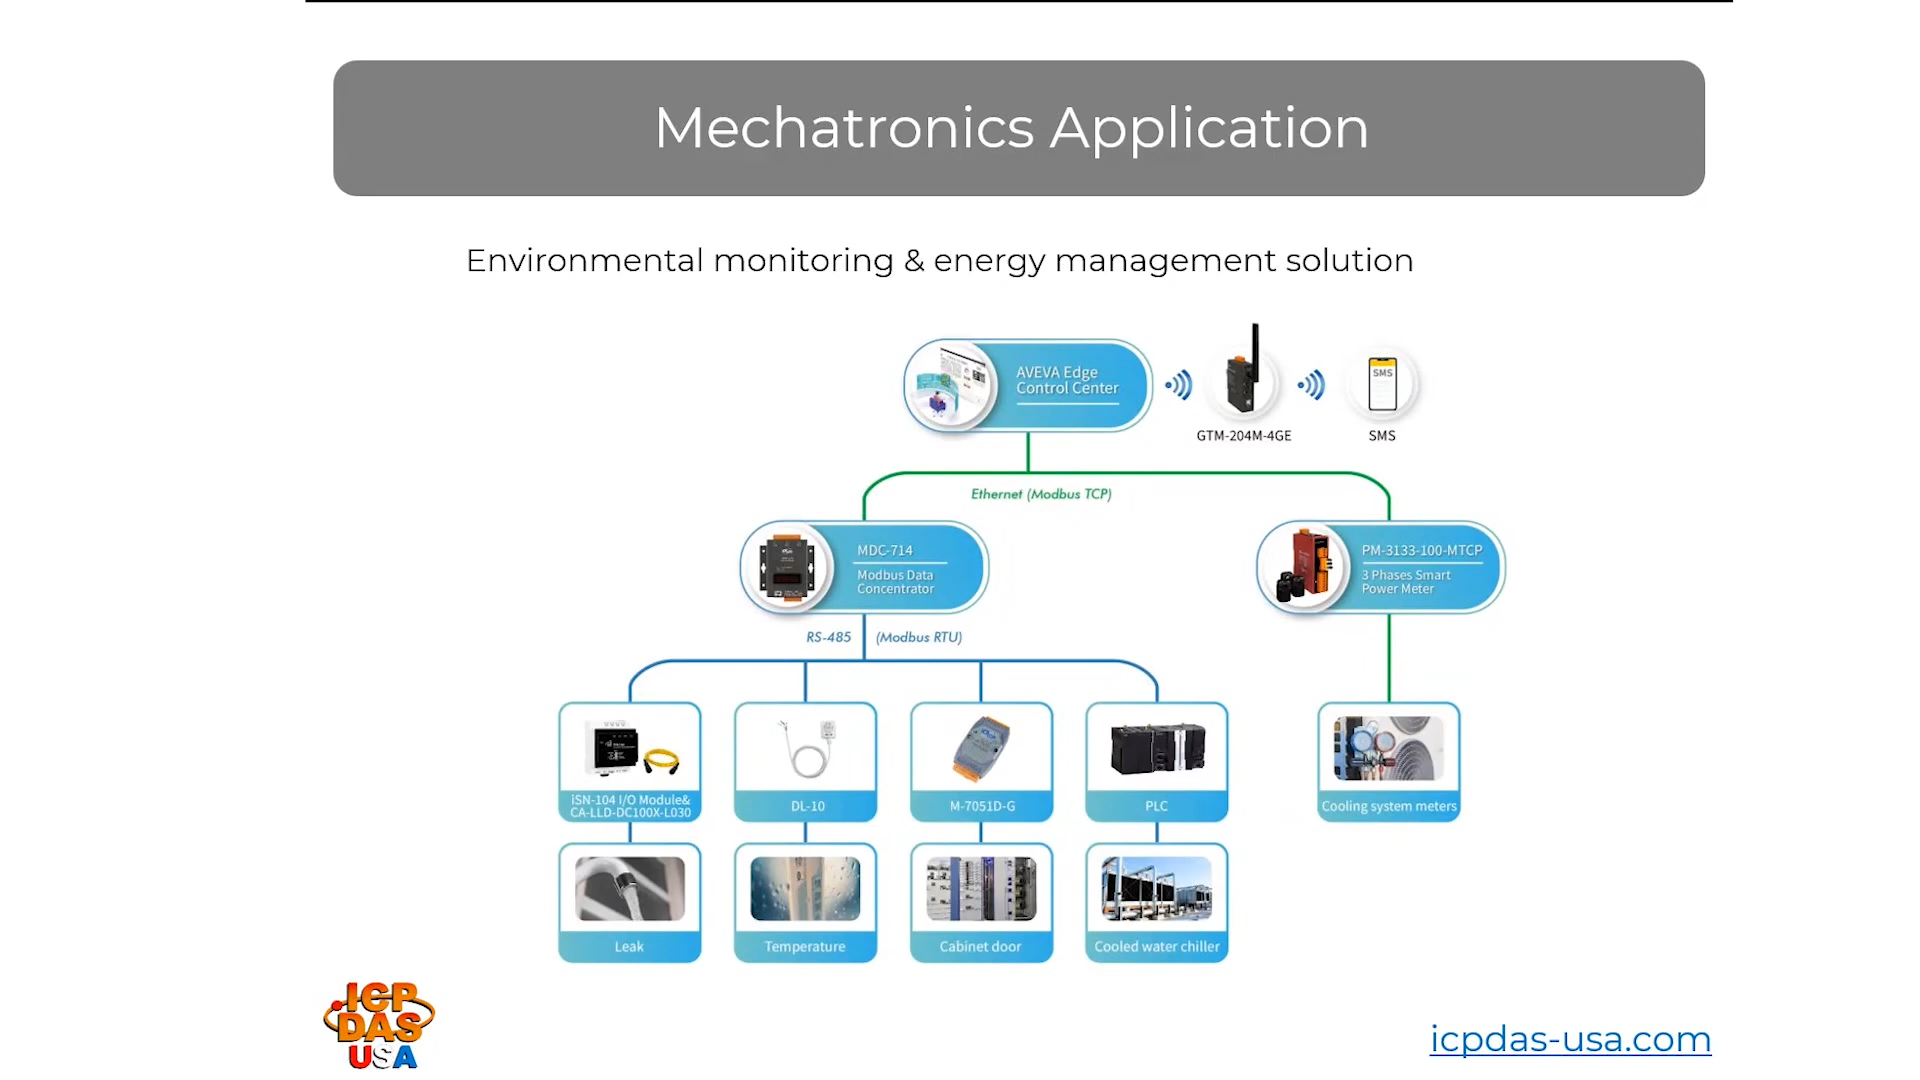 Mechatronics Application
Environmental monitoring & energy management solution
AVEVA Edge
Control Center
SMS
GTM-204M-4GE
SMS
Ethernet (Modbus TCP)
MDC-714
Modbus Data
Concentrator
PM-3133-100-MTCP
3 Phases Smart
Power Meter
RS-485
(Modbus RTU)
iSN-104 I/O Module&
CA-LLD-DC100X-L030
DL-10
M-7051D-G
PLC
Cooling system meters
Leak
Temperature
Cabinet door
Cooled water chiller
ICP
DAS
USA
icpdas-usa.com